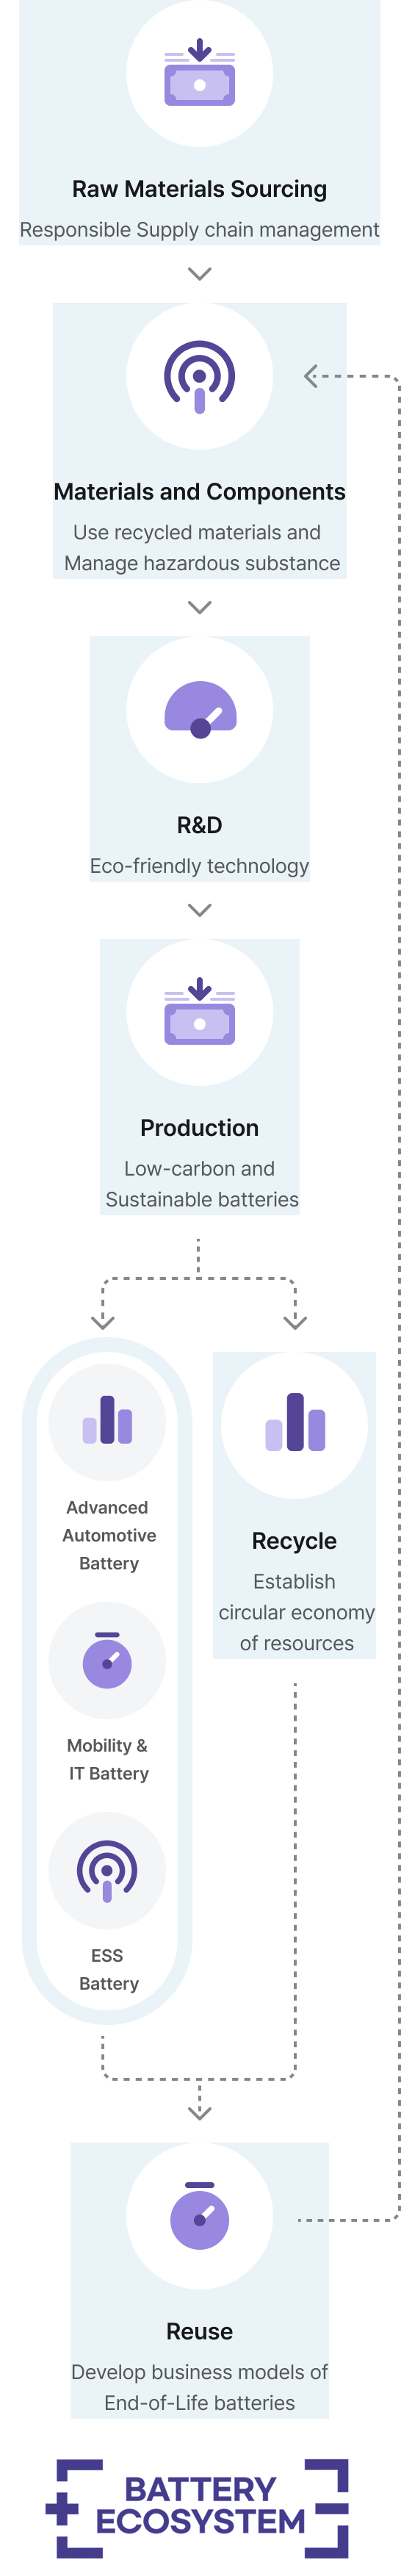 Raw Materials Sourcing
Responsible Supply chain management
Materials and Components
Use recycled materials and
Manage hazardous substance
R&D
Eco-friendly technology
Production
Low-carbon and
Sustainable batteries
Advanced
Automotive
Battery
Mobility &
IT Battery
ESS
Battery
Recycle
Establish
circular economy
of resources
Reuse
Develop business models of
End-of-Life batteries
BATTERY
ECOSYSTEM